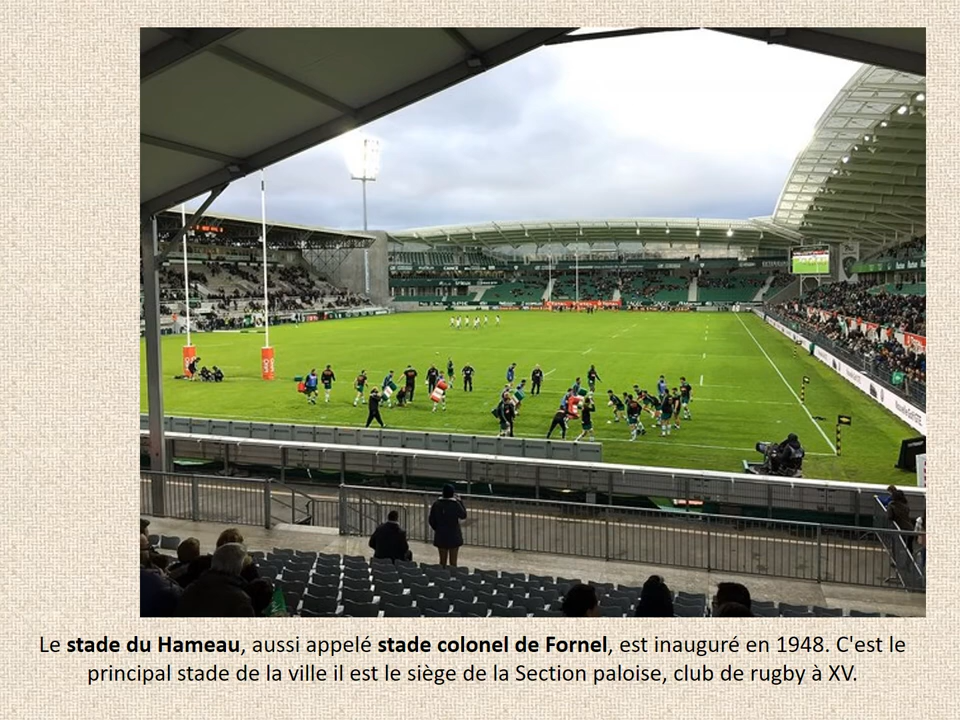 Le stade du Hameau, aussi appelé stade colonel de Fornel, est inauguré en 1948. C'est le
principal stade de la ville il est le siège de la Section paloise, club de rugby à XV.